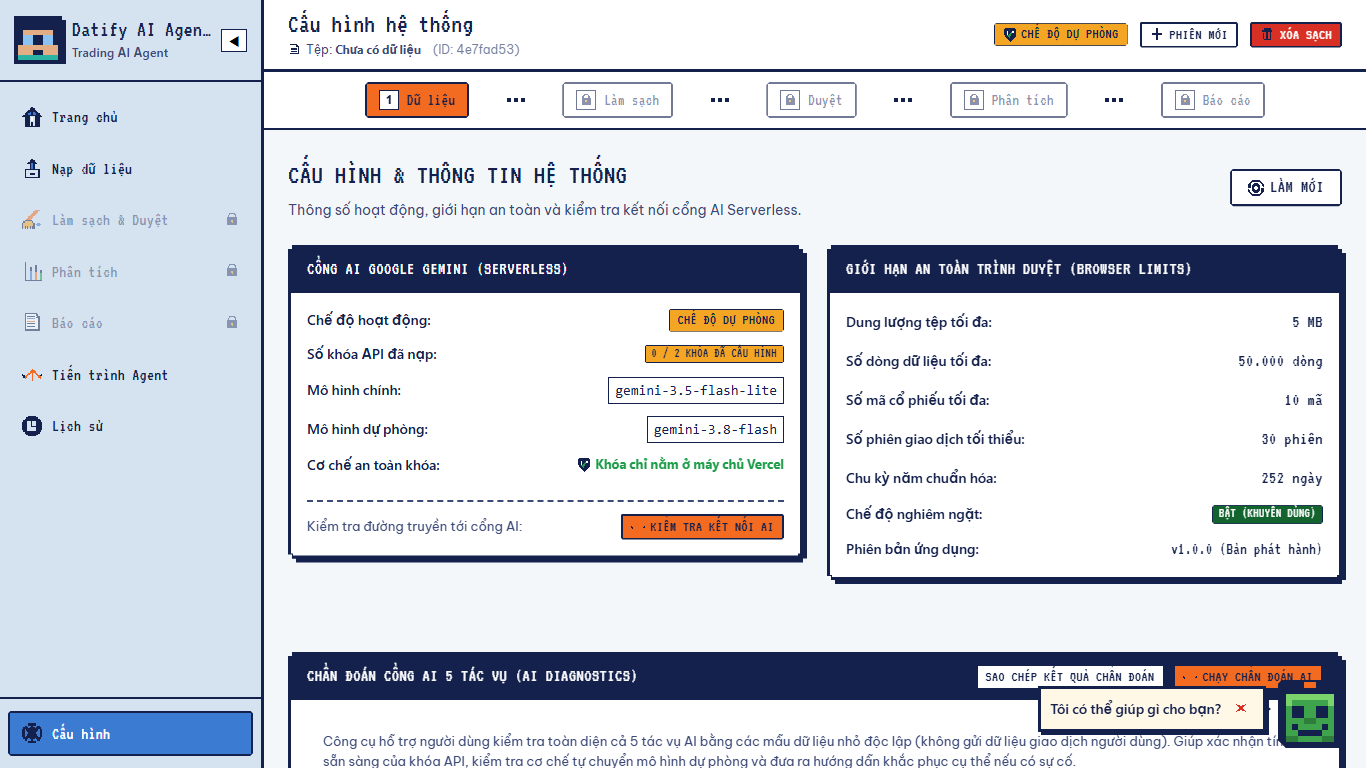 Datify AI Agen…
Trading AI Agent
Trang chủ
Nạp dữ liệu
Làm sạch & Duyệt
Phân tích
Báo cáo
Tiến trình Agent
Lịch sử
Cấu hình
Cấu hình hệ thống
Tệp: Chưa có dữ liệu (ID: 4e7fad53)
CHẾ ĐỘ DỰ PHÒNG
PHIÊN MỚI
XÓA SẠCH
1 Dữ liệu
Làm sạch
Duyệt
Phân tích
Báo cáo
CẤU HÌNH & THÔNG TIN HỆ THỐNG
Thông số hoạt động, giới hạn an toàn và kiểm tra kết nối cổng AI Serverless.
LÀM MỚI
CỔNG AI GOOGLE GEMINI (SERVERLESS)
Chế độ hoạt động: CHẾ ĐỘ DỰ PHÒNG
Số khóa API đã nạp: 0 / 2 KHÓA ĐÃ CẤU HÌNH
Mô hình chính: gemini-3.5-flash-lite
Mô hình dự phòng: gemini-3.8-flash
Cơ chế an toàn khóa: Khóa chỉ nằm ở máy chủ Vercel
Kiểm tra đường truyền tới cổng AI: KIỂM TRA KẾT NỐI AI
GIỚI HẠN AN TOÀN TRÌNH DUYỆT (BROWSER LIMITS)
Dung lượng tệp tối đa: 5 MB
Số dòng dữ liệu tối đa: 50.000 dòng
Số mã cổ phiếu tối đa: 10 mã
Số phiên giao dịch tối thiểu: 30 phiên
Chu kỳ năm chuẩn hóa: 252 ngày
Chế độ nghiêm ngặt: BẬT (KHUYÊN DÙNG)
Phiên bản ứng dụng: v1.0.0 (Bản phát hành)
CHẨN ĐOÁN CỔNG AI 5 TÁC VỤ (AI DIAGNOSTICS)
SAO CHÉP KẾT QUẢ CHẨN ĐOÁN
CHẠY CHẨN ĐOÁN AI
Tôi có thể giúp gì cho bạn?
Công cụ hỗ trợ người dùng kiểm tra toàn diện cả 5 tác vụ AI bằng các mẫu dữ liệu nhỏ độc lập (không gửi dữ liệu giao dịch người dùng). Giúp xác nhận
sẵn sàng của khóa API, kiểm tra cơ chế tự chuyển mô hình dự phòng và đưa ra hướng dẫn khắc phục cụ thể nếu có sự cố.